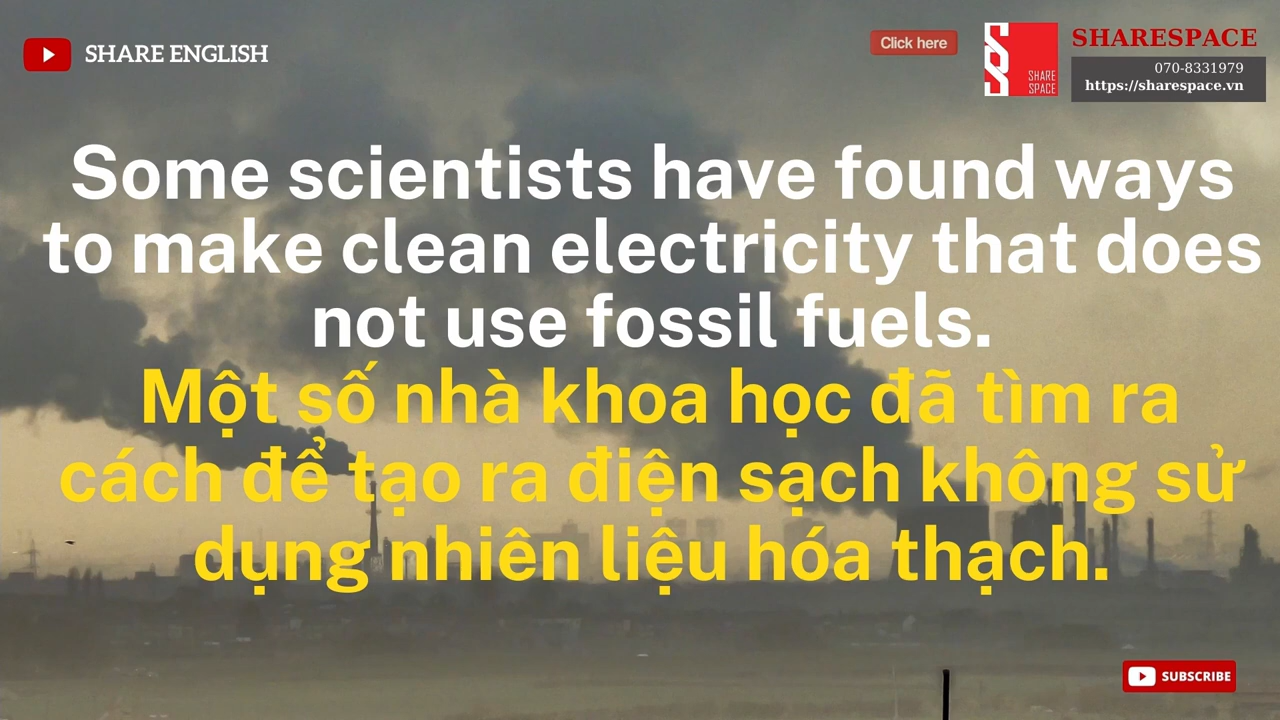 SHARE ENGLISH
Click here
SHARE
SPACE
SHARESPACE
070-8331979
https://sharespace.vn
Some scientists have found ways
to make clean electricity that does
not use fossil fuels.
Một số nhà khoa học đã tìm ra
cách để tạo ra điện sạch không sử
dụng nhiên liệu hóa thạch.
SUBSCRIBE